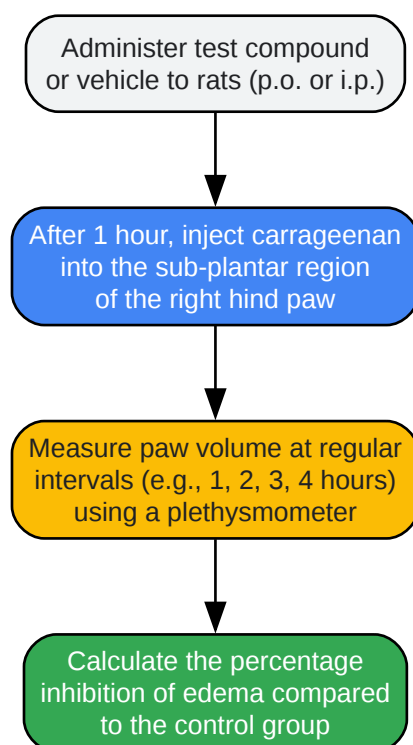 Administer test compound
or vehicle to rats (p.o. or i.p.)
After 1 hour, inject carrageenan
into the sub-plantar region
of the right hind paw
Measure paw volume at regular
intervals (e.g., 1, 2, 3, 4 hours)
using a plethysmometer
Calculate the percentage
inhibition of edema compared
to the control group